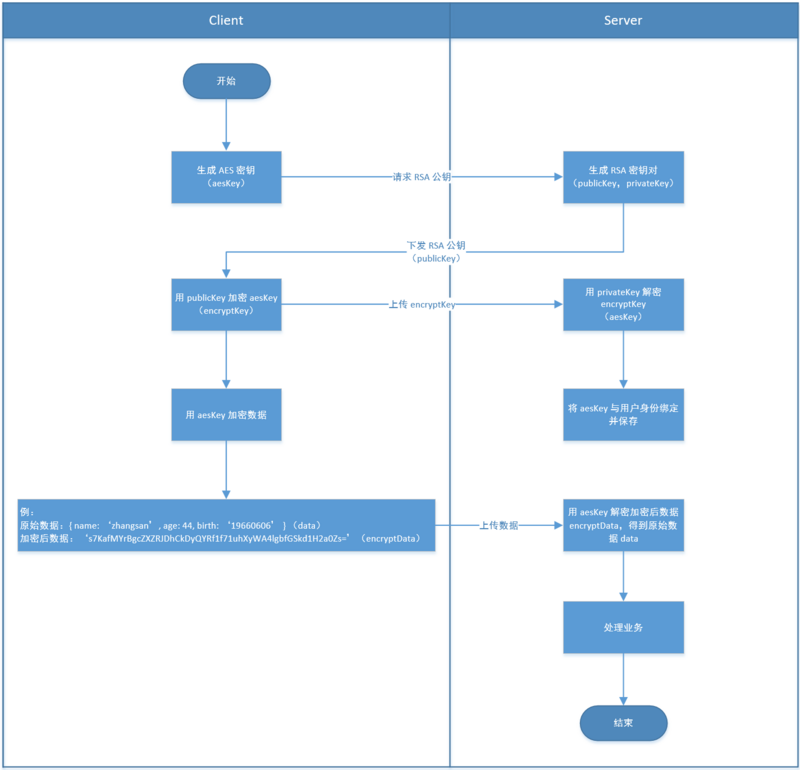 Client
Server
开始
生成 AES 密钥
（aesKey）
请求 RSA 公钥
生成 RSA 密钥对
（publicKey，privateKey）
下发 RSA 公钥
（publicKey）
用 publicKey 加密 aesKey
（encryptKey）
上传 encryptKey
用 privateKey 解密
encryptKey
（aesKey）
用 aesKey 加密数据
将 aesKey 与用户身份绑定
并保存
例：
原始数据：{ name: ‘zhangsan’, age: 44, birth: ‘19660606’ }（data）
加密后数据：‘s7KafMYrBgcZXZRJDhCkDyQYRf1f71uhXyWA4lgbfGSkd1H2a0Zs=’（encryptData）
上传数据
用 aesKey 解密加密后数据
encryptData，得到原始数
据 data
处理业务
结束